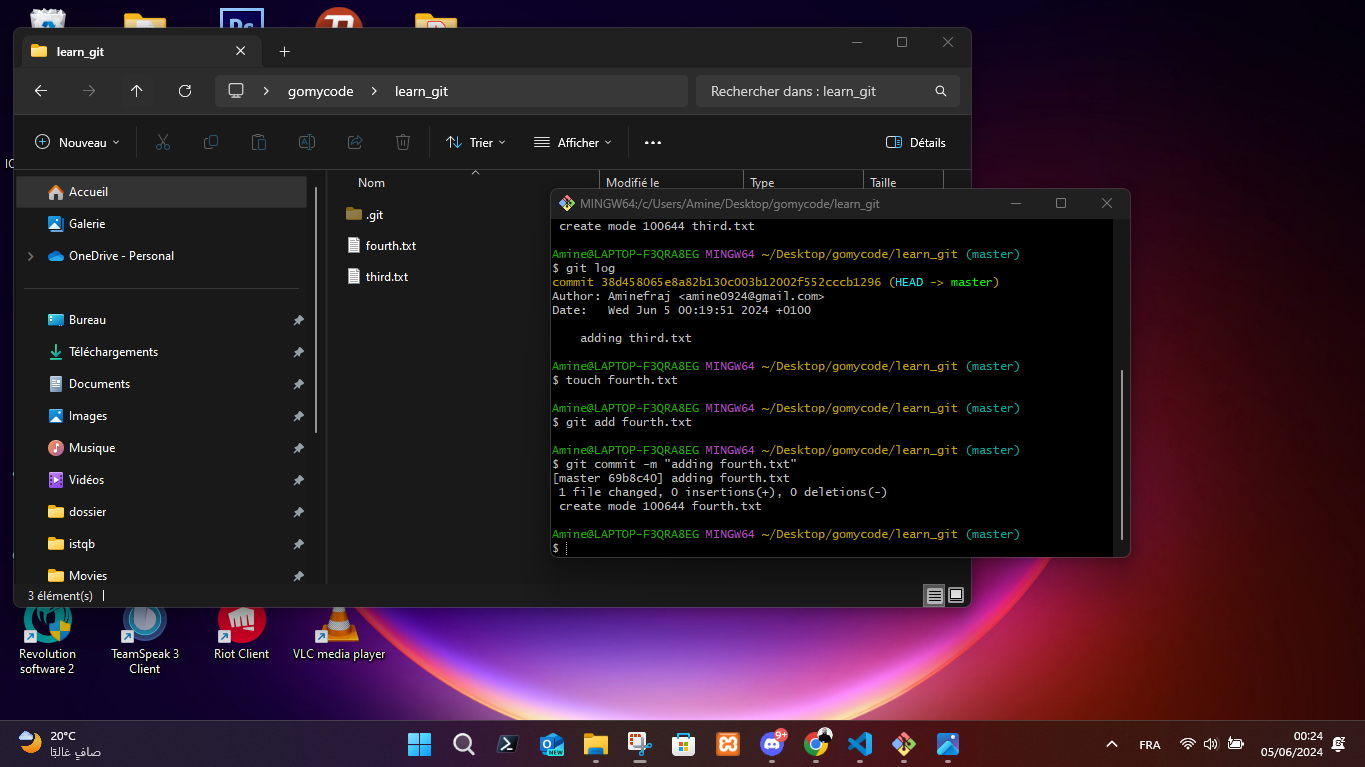 learn_git
gomycode
learn_git
Rechercher dans : learn_git
Nouveau
Trier
Afficher
Détails
Accueil
Galerie
OneDrive - Personal
Bureau
Téléchargements
Documents
Images
Musique
Vidéos
dossier
istqb
Movies
Nom
Modifié le
Type
Taille
.git
fourth.txt
third.txt
3 élément(s)
MINGW64:/c/Users/Amine/Desktop/gomycode/learn_git
create mode 100644 third.txt
Amine@LAPTOP-F3QRA8EG MINGW64 ~/Desktop/gomycode/learn_git (master)
$ git log
commit 38d458065e8a82b130c003b12002f552cccb1296 (HEAD -> master)
Author: Aminefraj <amine0924@gmail.com>
Date:   Wed Jun 5 00:19:51 2024 +0100
adding third.txt
Amine@LAPTOP-F3QRA8EG MINGW64 ~/Desktop/gomycode/learn_git (master)
$ touch fourth.txt
Amine@LAPTOP-F3QRA8EG MINGW64 ~/Desktop/gomycode/learn_git (master)
$ git add fourth.txt
Amine@LAPTOP-F3QRA8EG MINGW64 ~/Desktop/gomycode/learn_git (master)
$ git commit -m "adding fourth.txt"
[master 69b8c40] adding fourth.txt
1 file changed, 0 insertions(+), 0 deletions(-)
create mode 100644 fourth.txt
Amine@LAPTOP-F3QRA8EG MINGW64 ~/Desktop/gomycode/learn_git (master)
$
Revolution
software 2
TeamSpeak 3
Client
Riot Client
VLC media player
20°C
صافٍ غالبًا
NEW
9+
FRA
00:24
05/06/2024